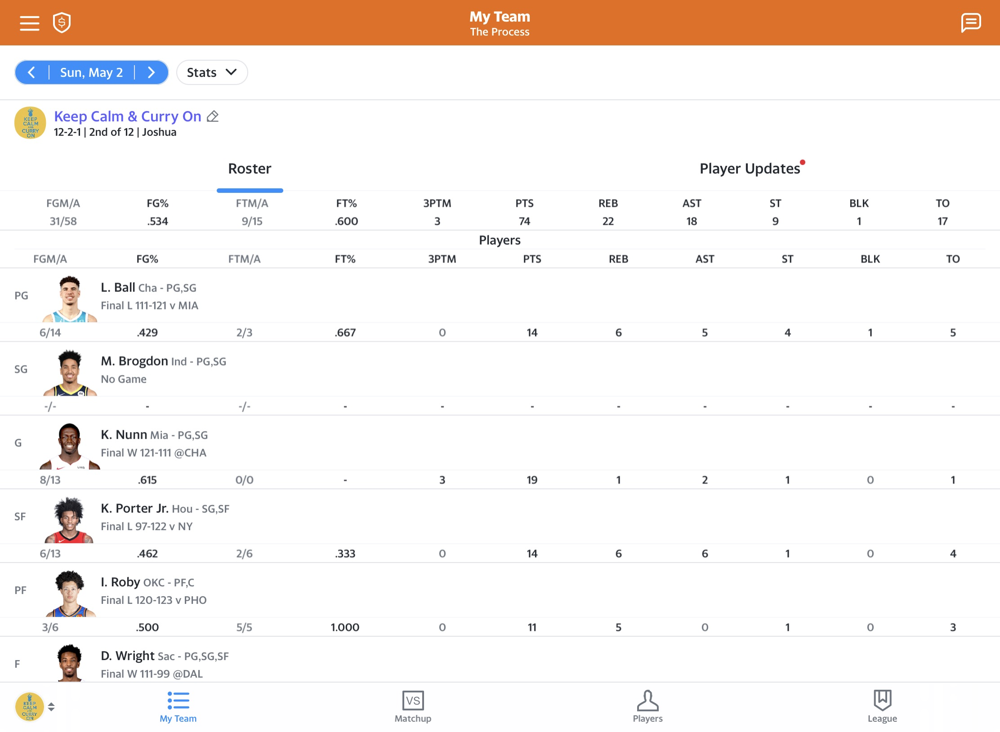 My Team
The Process
Sun, May 2
Stats
KEEP
CALM
AND
CURRY
ON
Keep Calm & Curry On
12-2-1 | 2nd of 12 | Joshua
Roster Player Updates
FGM/A FG% FTM/A FT% 3PTM PTS REB AST ST BLK TO
31/58 .534 9/15 .600 3 74 22 18 9 1 17
Players
FGM/A FG% FTM/A FT% 3PTM PTS REB AST ST BLK TO
PG
L. Ball Cha - PG,SG
Final L 111-121 v MIA
6/14 .429 2/3 .667 0 14 6 5 4 1 5
SG
M. Brogdon Ind - PG,SG
No Game
-/- - -/- - - - - - - - -
G
K. Nunn Mia - PG,SG
Final W 121-111 @CHA
UKG
8/13 .615 0/0 - 3 19 1 2 1 0 1
SF
K. Porter Jr. Hou - SG,SF
Final L 97-122 v NY
6/13 .462 2/6 .333 0 14 6 6 1 0 4
PF
I. Roby OKC - PF,C
Final L 120-123 v PHO
3/6 .500 5/5 1.000 0 11 5 0 1 0 3
F
D. Wright Sac - PG,SG,SF
Final W 111-99 @DAL
KEEP
CALM
AND
CURRY
ON
My Team
VS
Matchup
Players
League